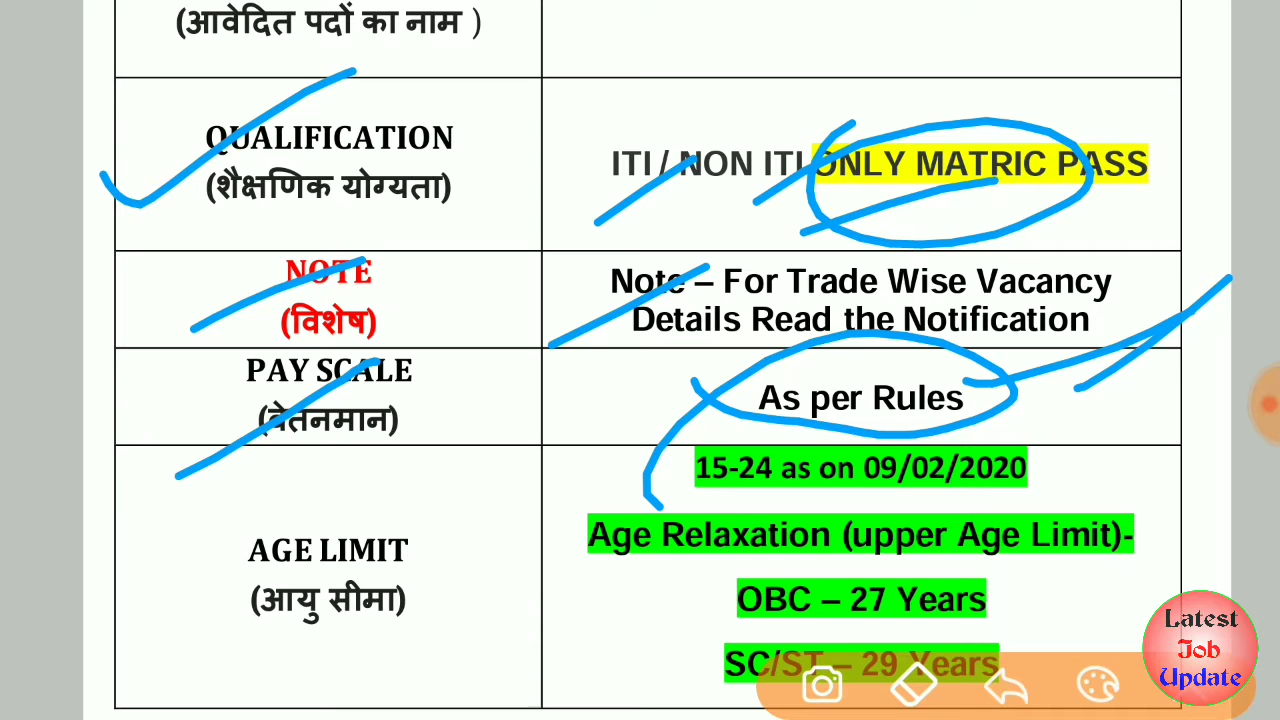 (आवेदित पदों का नाम )
QUALIFICATION
(शैक्षणिक योग्यता)
ITI / NON ITI ONLY MATRIC PASS
NOTE
(विशेष)
Note – For Trade Wise Vacancy
Details Read the Notification
PAY SCALE
(वेतनमान)
As per Rules
AGE LIMIT
(आयु सीमा)
15-24 as on 09/02/2020
Age Relaxation (upper Age Limit)-
OBC – 27 Years
SC/ST – 29 Years
Latest
Job
Update